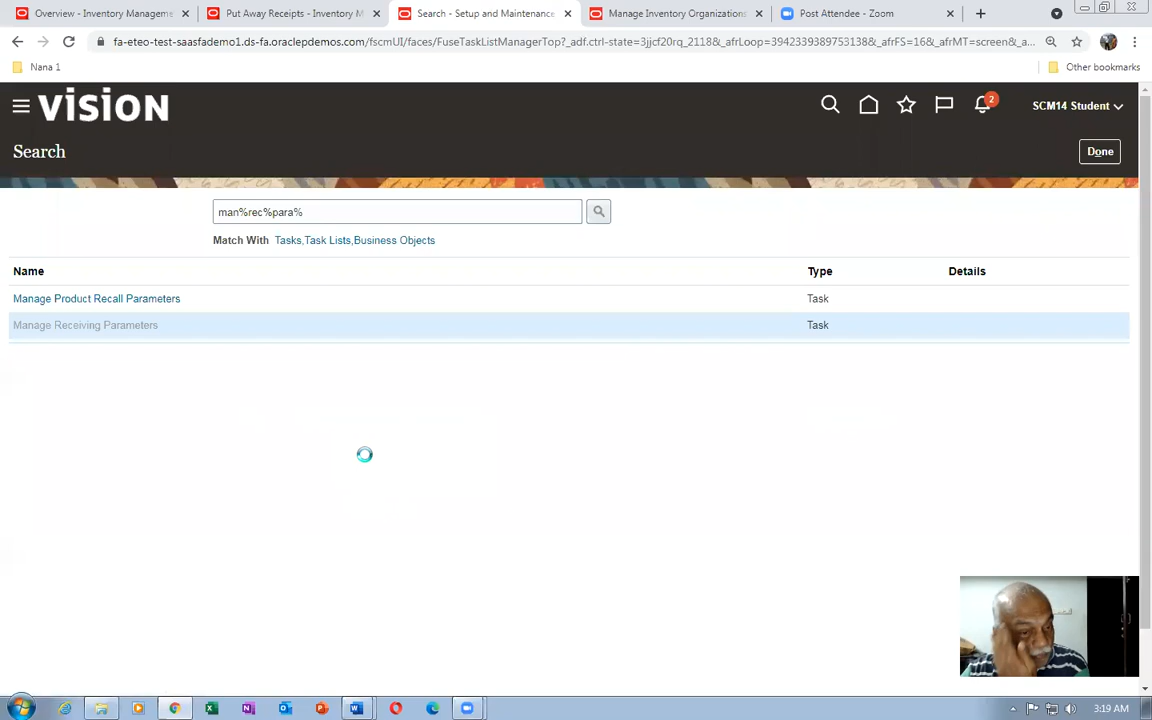 Overview - Inventory Managem
Put Away Receipts - Inventory M
Search - Setup and Maintenance
Manage Inventory Organizations
Post Attendee - Zoom
fa-eteo-test-saasfademo1.ds-fa.oraclepdemos.com/fscmUI/faces/FuseTaskListManagerTop?_adf.ctrl-state=3jjcf20rq_2118&_afrLoop=3942339389753138&_afrFS=16&_afrMT=screen&_a...
Nana 1
Other bookmarks
VISION
2
SCM14 Student
Search
Done
man%rec%para%
Match With Tasks,Task Lists,Business Objects
Name Type Details
Manage Product Recall Parameters Task
Manage Receiving Parameters Task
3:19 AM